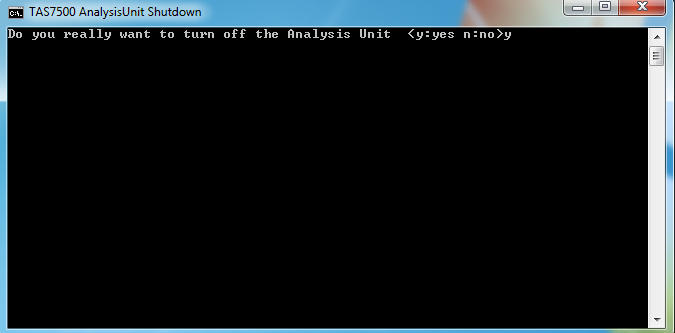 TAS7500 AnalysisUnit Shutdown
Do you really want to turn off the Analysis Unit  <y:yes n:no>y